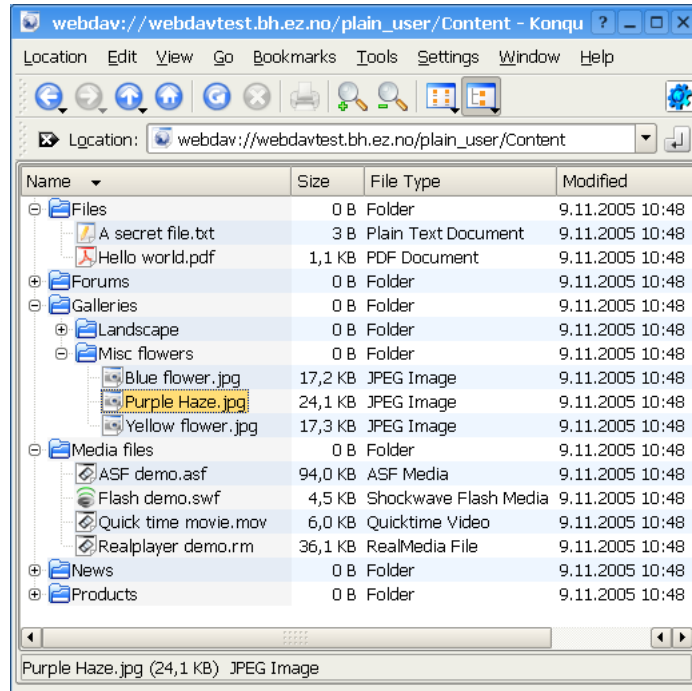 webdav://webdavtest.bh.ez.no/plain_user/Content - Konqu
Location Edit View Go Bookmarks Tools Settings Window Help
Location: webdav://webdavtest.bh.ez.no/plain_user/Content
Name Size File Type Modified
Files 0 B Folder 9.11.2005 10:48
A secret file.txt 3 B Plain Text Document 9.11.2005 10:48
Hello world.pdf 1,1 KB PDF Document 9.11.2005 10:48
Forums 0 B Folder 9.11.2005 10:48
Galleries 0 B Folder 9.11.2005 10:48
Landscape 0 B Folder 9.11.2005 10:48
Misc flowers 0 B Folder 9.11.2005 10:48
Blue flower.jpg 17,2 KB JPEG Image 9.11.2005 10:48
Purple Haze.jpg 24,1 KB JPEG Image 9.11.2005 10:48
Yellow flower.jpg 17,3 KB JPEG Image 9.11.2005 10:48
Media files 0 B Folder 9.11.2005 10:48
ASF demo.asf 94,0 KB ASF Media 9.11.2005 10:48
Flash demo.swf 4,5 KB Shockwave Flash Media 9.11.2005 10:48
Quick time movie.mov 6,0 KB Quicktime Video 9.11.2005 10:48
Realplayer demo.rm 36,1 KB RealMedia File 9.11.2005 10:48
News 0 B Folder 9.11.2005 10:48
Products 0 B Folder 9.11.2005 10:48
Purple Haze.jpg (24,1 KB) JPEG Image